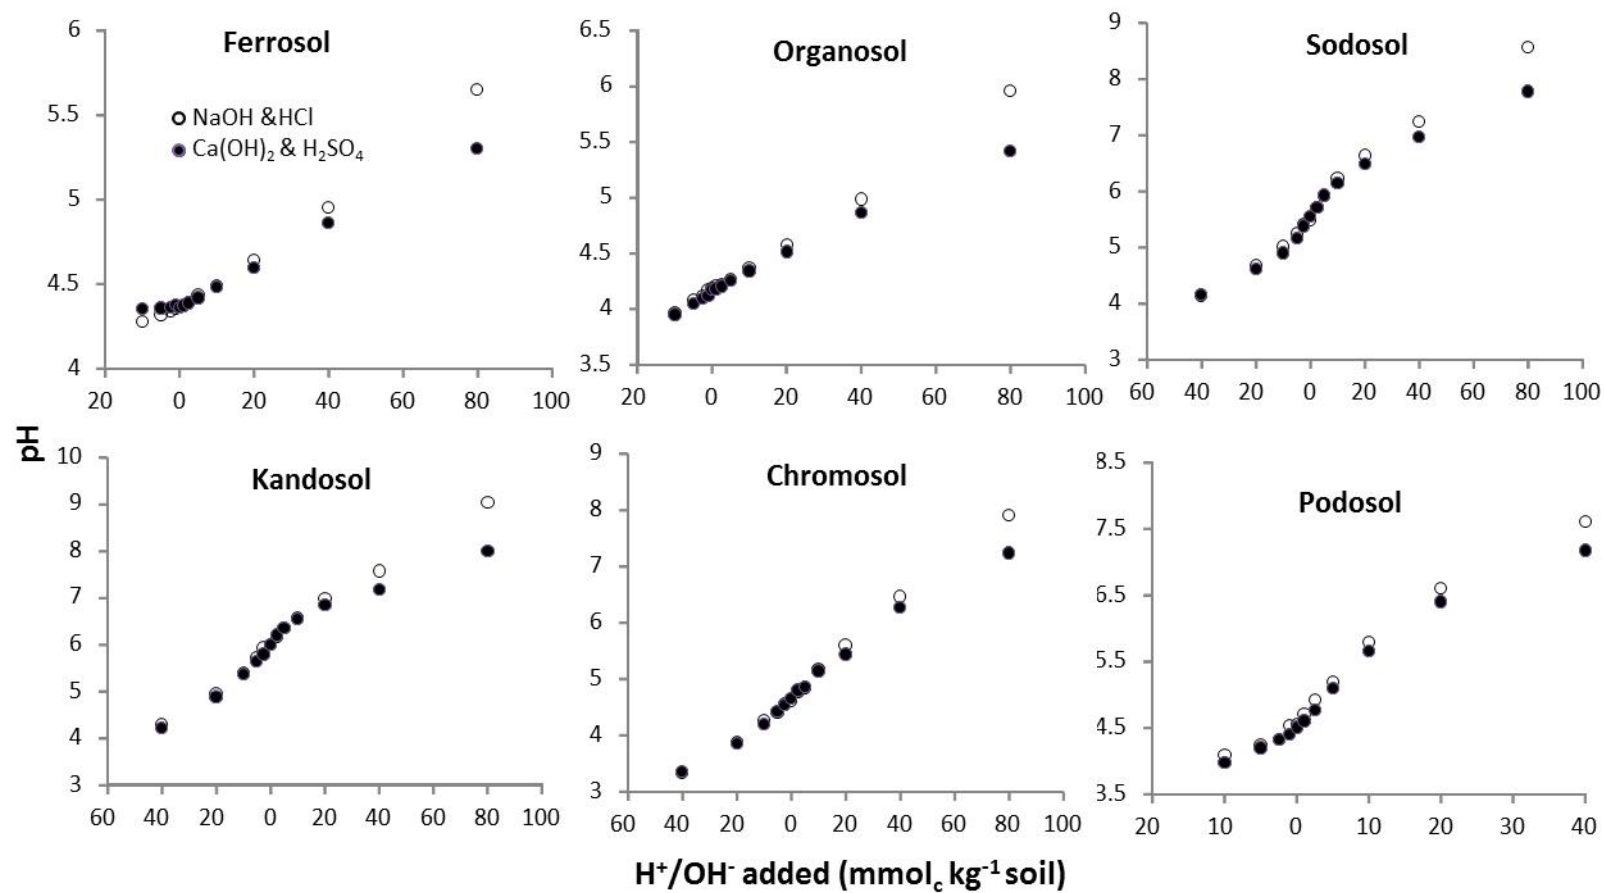 Ferrosol
6
5.5
5
4.5
4
20 0 20 40 60 80 100
NaOH &HCl
Ca(OH)₂ & H₂SO₄
Organosol
6.5
6
5.5
5
4.5
4
3.5
20 0 20 40 60 80 100
Sodosol
9
8
7
6
5
4
3
60 40 20 0 20 40 60 80 100
pH
Kandosol
10
9
8
7
6
5
4
3
60 40 20 0 20 40 60 80 100
Chromosol
9
8
7
6
5
4
3
60 40 20 0 20 40 60 80 100
Podosol
8.5
7.5
6.5
5.5
4.5
3.5
20 10 0 10 20 30 40
H⁺/OH⁻ added (mmol꜀ kg⁻¹ soil)